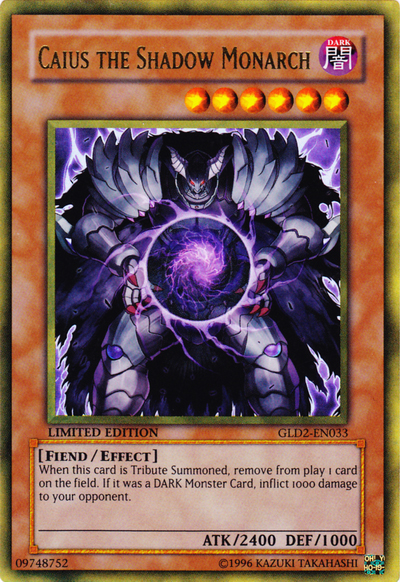 CAIUS THE SHADOW MONARCH
DARK
闇
LIMITED EDITION GLD2-EN033
[FIEND / EFFECT]
When this card is Tribute Summoned, remove from play 1 card
on the field. If it was a DARK Monster Card, inflict 1000 damage
to your opponent.
ATK/2400 DEF/1000
09748752 ©1996 KAZUKI TAKAHASHI